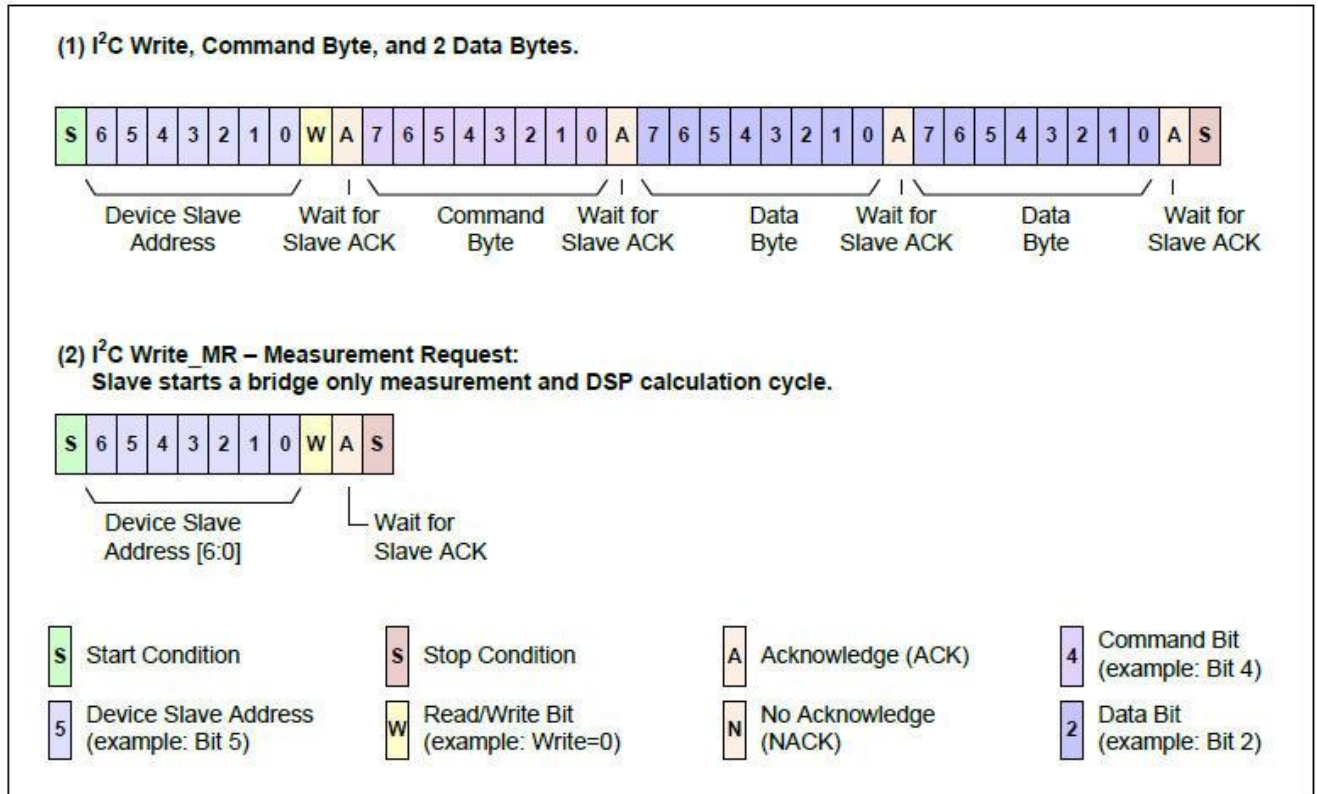 (1) I²C Write, Command Byte, and 2 Data Bytes.
S 6 5 4 3 2 1 0 W A 7 6 5 4 3 2 1 0 A 7 6 5 4 3 2 1 0 A 7 6 5 4 3 2 1 0 A S
Device Slave Address
Wait for Slave ACK
Command Byte
Wait for Slave ACK
Data Byte
Wait for Slave ACK
Data Byte
Wait for Slave ACK
(2) I²C Write_MR – Measurement Request:
Slave starts a bridge only measurement and DSP calculation cycle.
S 6 5 4 3 2 1 0 W A S
Device Slave Address [6:0]
Wait for Slave ACK
S Start Condition
S Stop Condition
A Acknowledge (ACK)
4 Command Bit (example: Bit 4)
5 Device Slave Address (example: Bit 5)
W Read/Write Bit (example: Write=0)
N No Acknowledge (NACK)
2 Data Bit (example: Bit 2)